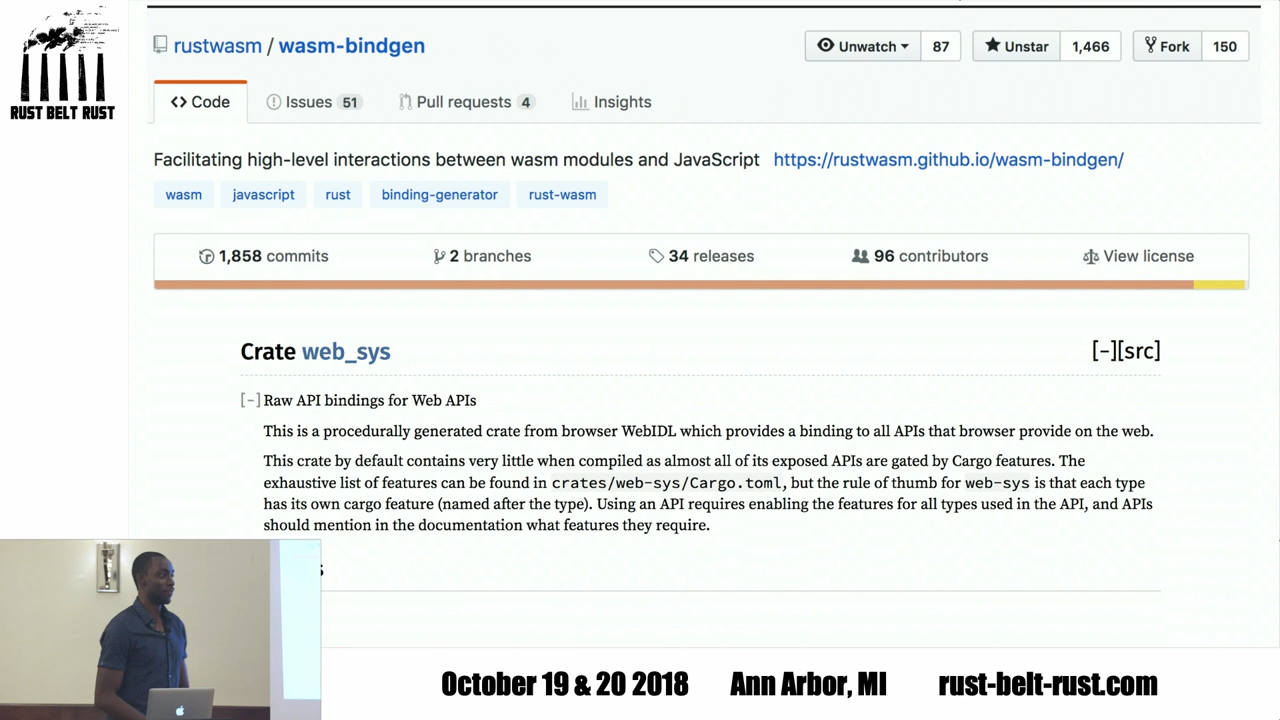 RUST BELT RUST
rustwasm / wasm-bindgen
Unwatch 87
Unstar 1,466
Fork 150
Code
Issues 51
Pull requests 4
Insights
Facilitating high-level interactions between wasm modules and JavaScript https://rustwasm.github.io/wasm-bindgen/
wasm javascript rust binding-generator rust-wasm
1,858 commits 2 branches 34 releases 96 contributors View license
Crate web_sys [-][src]
[-] Raw API bindings for Web APIs
This is a procedurally generated crate from browser WebIDL which provides a binding to all APIs that browser provide on the web.
This crate by default contains very little when compiled as almost all of its exposed APIs are gated by Cargo features. The
exhaustive list of features can be found in crates/web-sys/Cargo.toml, but the rule of thumb for web-sys is that each type
has its own cargo feature (named after the type). Using an API requires enabling the features for all types used in the API, and APIs
should mention in the documentation what features they require.
s
October 19 & 20 2018 Ann Arbor, MI rust-belt-rust.com